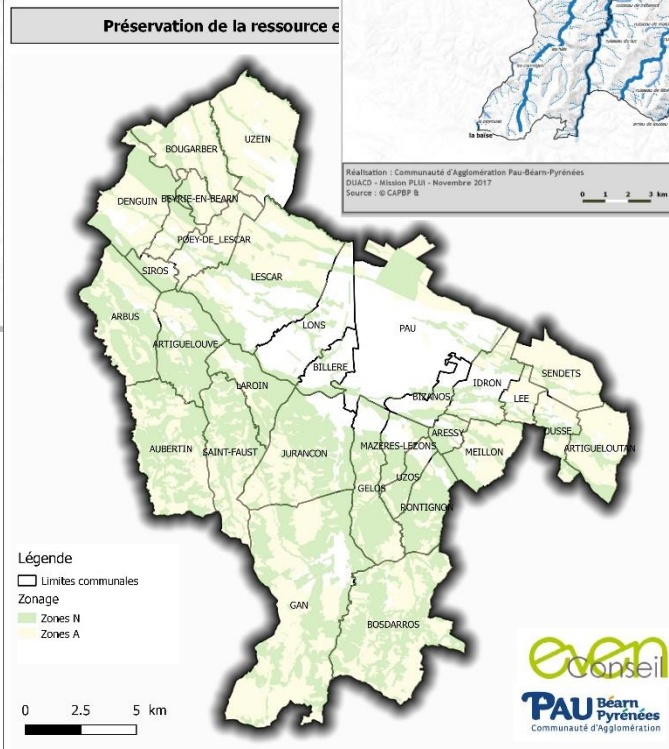 Préservation de la ressource e
la baïse
Réalisation : Communauté d'Agglomération Pau-Béarn-Pyrénées
DUACD - Mission PLUi - Novembre 2017
Source : © CAPBP &
0 1 2 3 km
UZEIN
BOUGARBER
DENGUIN
BEYRIE-EN-BEARN
POEY-DE_LESCAR
SIROS
LESCAR
ARBUS
LONS
PAU
ARTIGUELOUVE
BILLERE
SENDETS
IDRON
LAROIN
BIZANOS
LEE
ARESSY
OUSSE
AUBERTIN
SAINT-FAUST
JURANCON
MAZERES-LEZONS
MEILLON
ARTIGUELOUTAN
UZOS
GELOS
RONTIGNON
GAN
BOSDARROS
Légende
Limites communales
Zonage
Zones N
Zones A
0 2.5 5 km
even
Conseil
PAU Béarn
Pyrénées
Communauté d'Agglomération